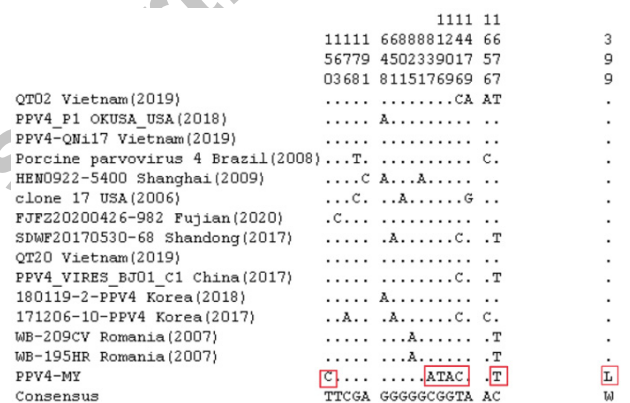 1111 11
11111 6688881244 66 3
56779 4502339017 57 9
03681 8115176969 67 9
QT02 Vietnam(2019) ..... ........CA AT .
PPV4_P1 OKUSA_USA(2018) ..... A......... .. .
PPV4-QNi17 Vietnam(2019) ..... .......... .. .
Porcine parvovirus 4 Brazil(2008)...T. .......... C. .
HEN0922-5400 Shanghai(2009) ....C A...A..... .. .
clone 17 USA(2006) ...C. ..A......G .. .
FJFZ20200426-982 Fujian(2020) .C... .......... .. .
SDWF20170530-68 Shandong(2017) ..... .A......C. .T .
QT20 Vietnam(2019) ..... .......... .. .
PPV4_VIRES_BJ01_C1 China(2017) ..... ........C. .T .
180119-2-PPV4 Korea(2018) ..... A......... .. .
171206-10-PPV4 Korea(2017) ..A.. .A......C. C. .
WB-209CV Romania(2007) ..... ...A...... .T .
WB-195HR Romania(2007) ..... ...A...... .T .
PPV4-MY C.... .....ATAC. .T L
Consensus TTCGA GGGGGCGGTA AC W